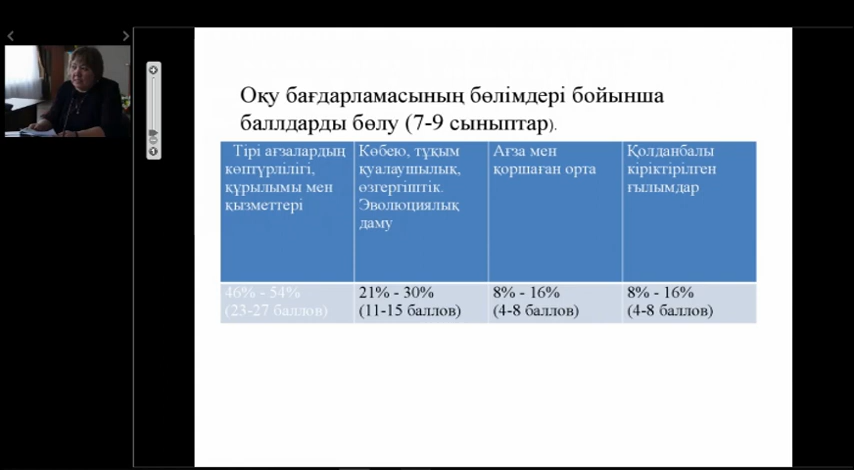 Оқу бағдарламасының бөлімдері бойынша
баллдарды бөлу (7-9 сыныптар).
Тірі ағзалардың
көптүрлілігі,
құрылымы мен
қызметтері
Көбею, тұқым
қуалаушылық,
өзгергіштік.
Эволюциялық
даму
Ағза мен
қоршаған орта
Қолданбалы
кіріктірілген
ғылымдар
46% - 54%
(23-27 баллов)
21% - 30%
(11-15 баллов)
8% - 16%
(4-8 баллов)
8% - 16%
(4-8 баллов)